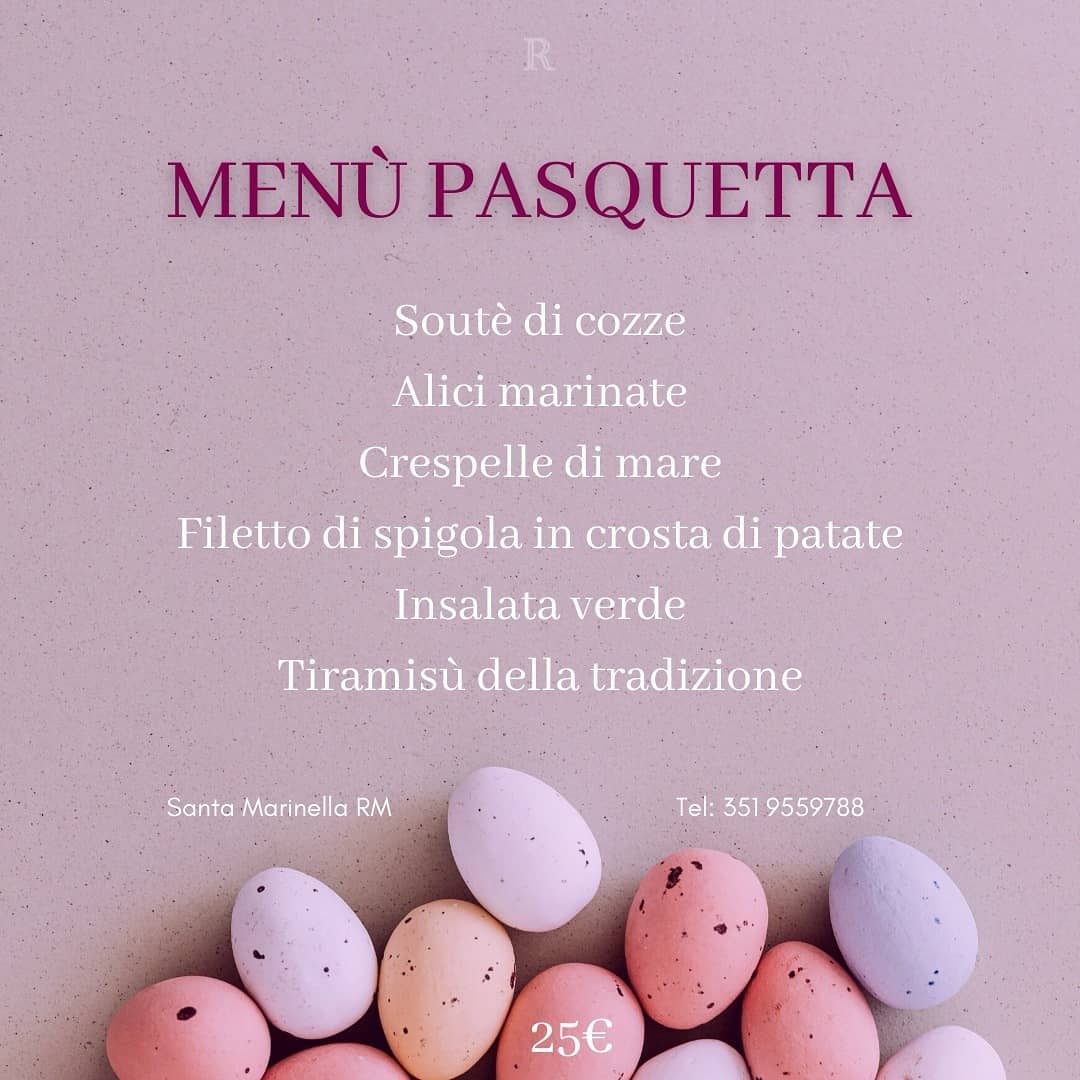 R
MENÙ PASQUETTA
Soutè di cozze
Alici marinate
Crespelle di mare
Filetto di spigola in crosta di patate
Insalata verde
Tiramisù della tradizione
Santa Marinella RM
Tel: 351 9559788
25€